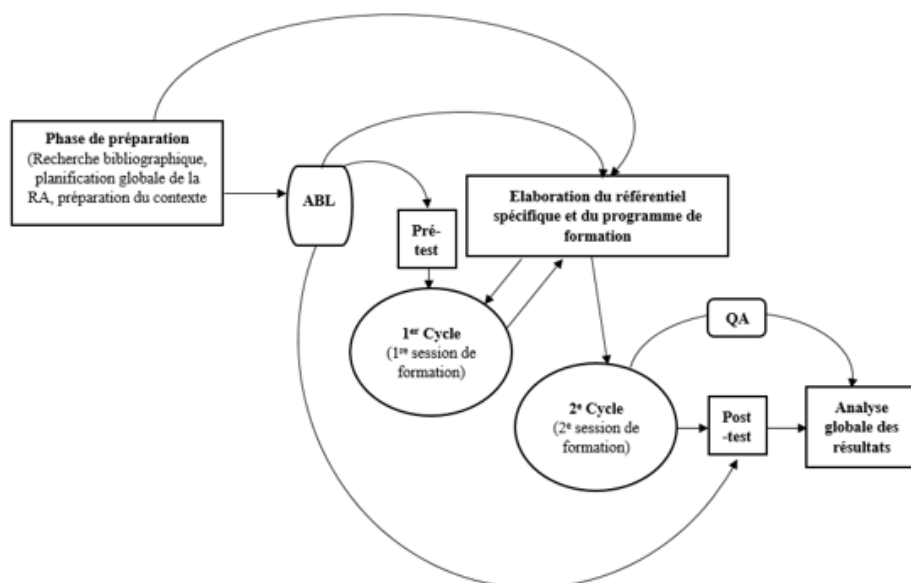 Phase de préparation
(Recherche bibliographique,
planification globale de la
RA, préparation du contexte
ABL
Pré-
test
Elaboration du référentiel
spécifique et du programme de
formation
1er Cycle
(1re session de
formation)
QA
2e Cycle
(2e session de
formation)
Post
-test
Analyse
globale des
résultats